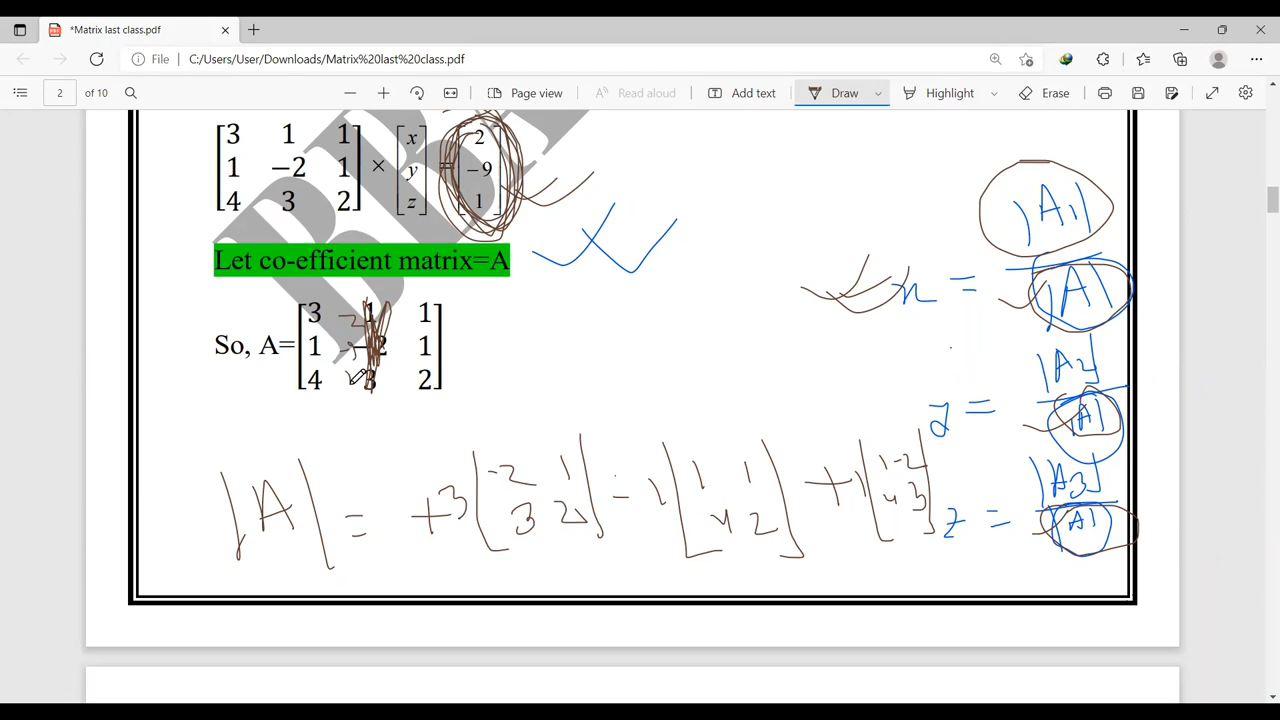 *Matrix last class.pdf
File C:/Users/User/Downloads/Matrix%20last%20class.pdf
2 of 10 Page view Read aloud Add text Draw Highlight Erase
[3 1 1] [x] [2]
[1 −2 1] × [y] = [−9]
[4 3 2] [z] [1]
Let co-efficient matrix=A
[3 1 1]
So, A= [1 −2 1]
[4 3 2]
|A| = +3 |-2 1| - 1 |1 1| + 1 |1 -2|
|3 2| |4 2| |4 3|
x = |A1|
|A|
y = |A2|
|A|
z = |A3|
|A|